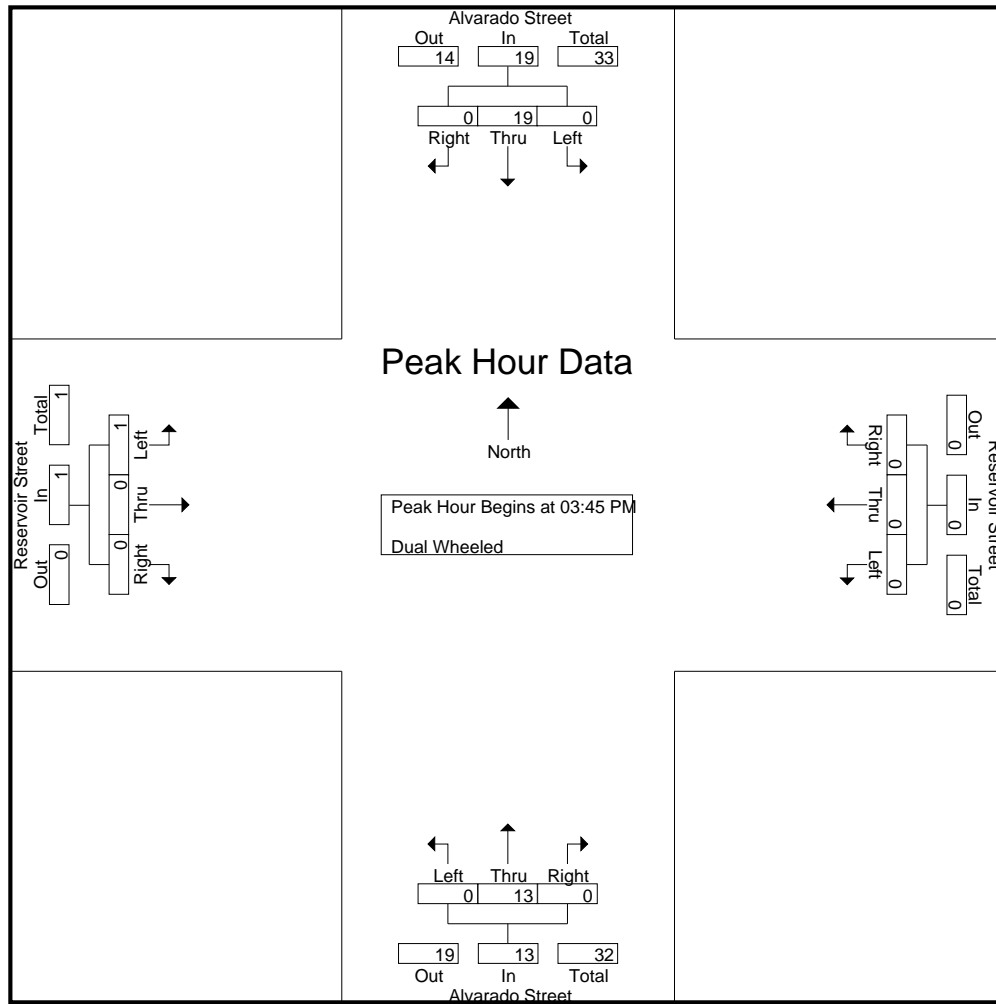 Alvarado Street
Out In Total
14 19 33
0 19 0
Right Thru Left
Peak Hour Data
North
Peak Hour Begins at 03:45 PM
Dual Wheeled
Reservoir Street
Total In Out
1 1 0
1 0 0
Left Thru Right
Right Thru Left
0 0 0
Out In Total
0 0 0
Reservoir Street
Left Thru Right
0 13 0
19 13 32
Out In Total
Alvarado Street